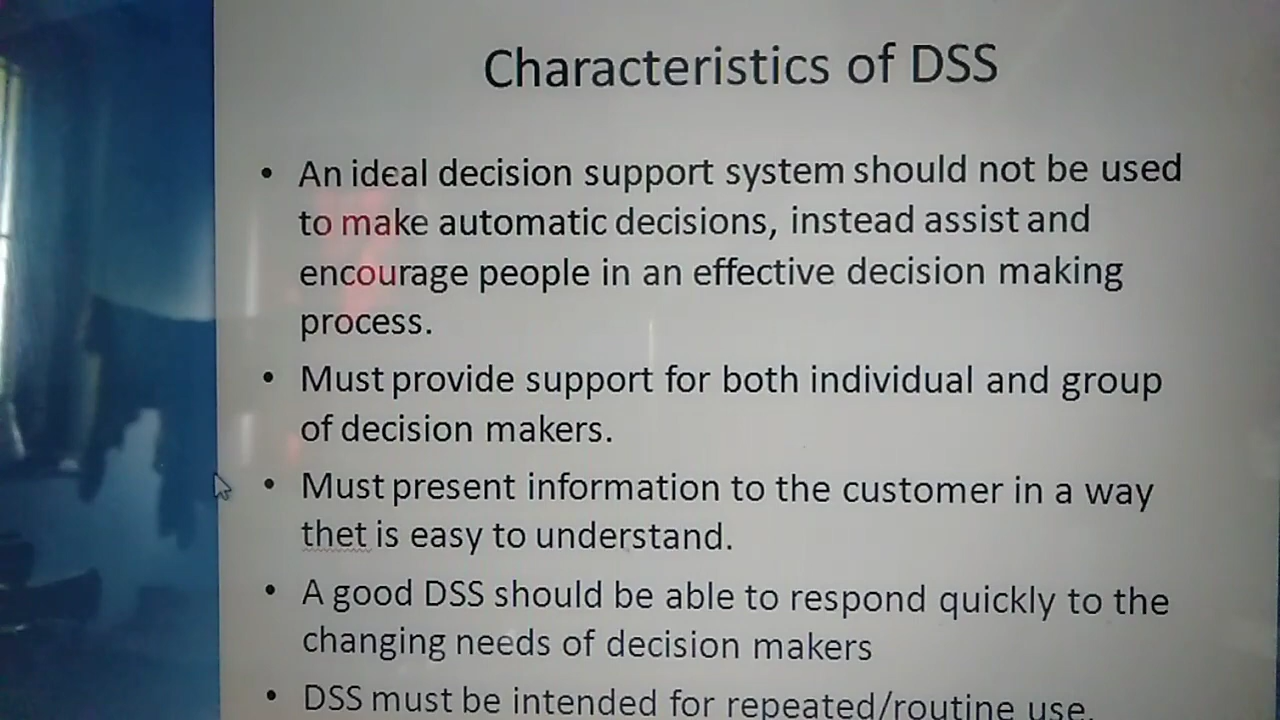 Characteristics of DSS
• An ideal decision support system should not be used
to make automatic decisions, instead assist and
encourage people in an effective decision making
process.
• Must provide support for both individual and group
of decision makers.
• Must present information to the customer in a way
thet is easy to understand.
• A good DSS should be able to respond quickly to the
changing needs of decision makers
• DSS must be intended for repeated/routine use.